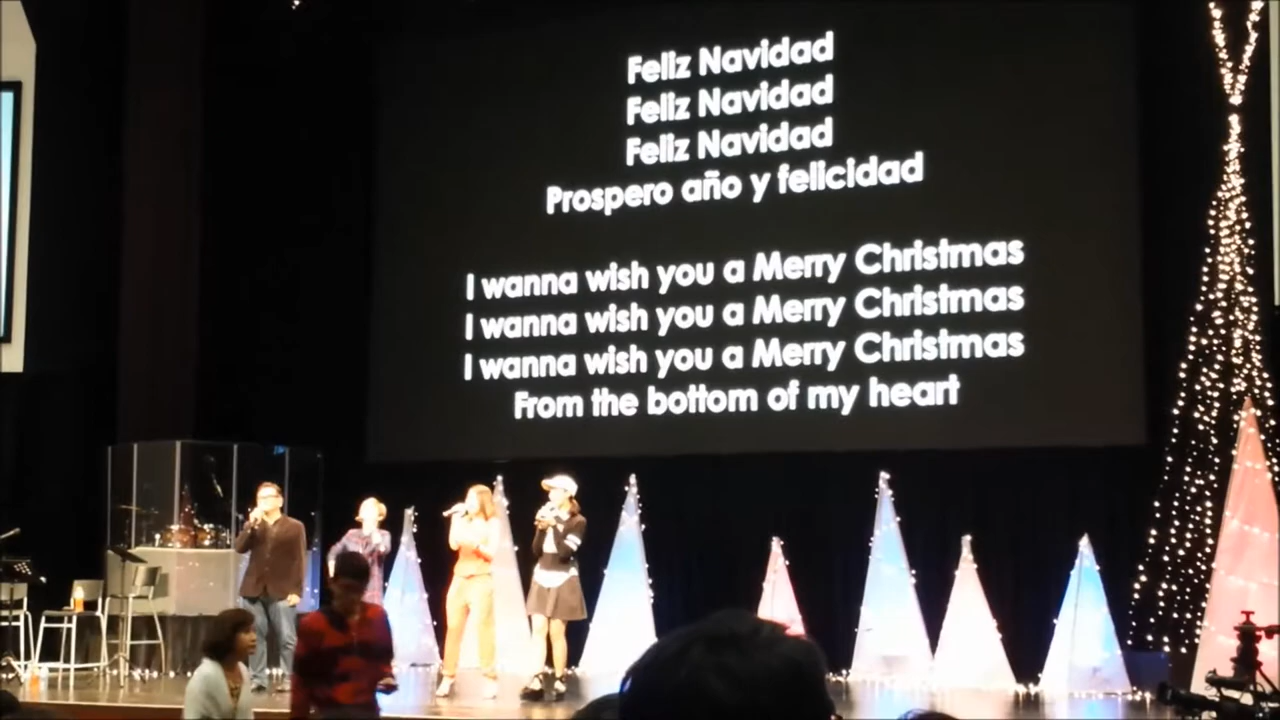 Feliz Navidad
Feliz Navidad
Feliz Navidad
Prospero año y felicidad
I wanna wish you a Merry Christmas
I wanna wish you a Merry Christmas
I wanna wish you a Merry Christmas
From the bottom of my heart